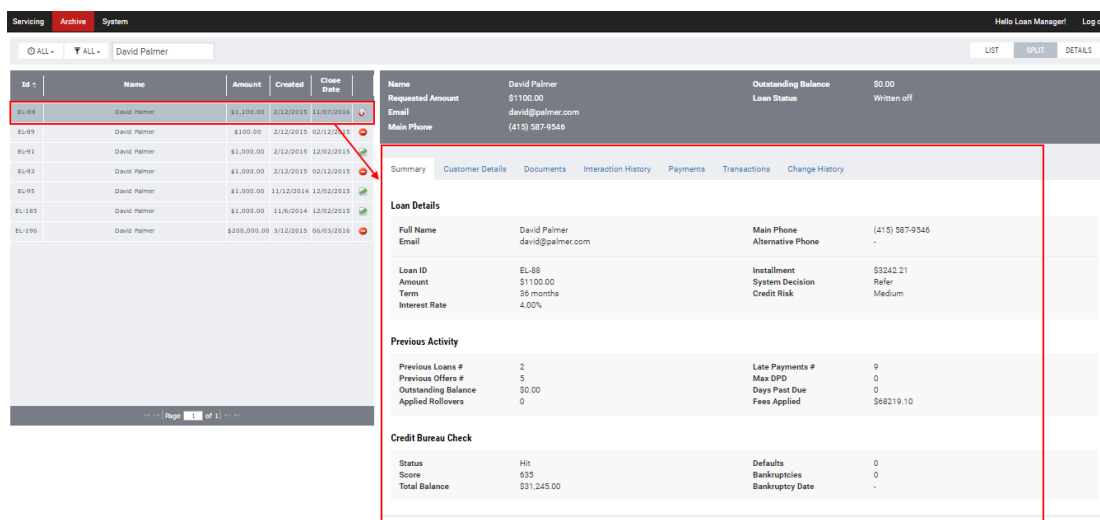 Servicing Archive System Hello Loan Manager! Log
ALL ALL David Palmer LIST SPLIT DETAILS
Id Name Amount Created Close Date
EL-88 David Palmer $1,100.00 2/12/2015 11/07/2016
EL-89 David Palmer $100.00 2/12/2015 02/12/2015
EL-91 David Palmer $1,000.00 2/12/2015 12/02/2015
EL-93 David Palmer $1,000.00 2/12/2015 02/12/2015
EL-95 David Palmer $1,000.00 11/12/2014 12/02/2015
EL-185 David Palmer $1,000.00 11/6/2014 12/02/2015
EL-196 David Palmer $200,000.00 3/12/2015 06/03/2016
Page 1 of 1
Name David Palmer Outstanding Balance $0.00
Requested Amount $1100.00 Loan Status Written off
Email david@palmer.com
Main Phone (415) 587-9546
Summary Customer Details Documents Interaction History Payments Transactions Change History
Loan Details
Full Name David Palmer Main Phone (415) 587-9546
Email david@palmer.com Alternative Phone -
Loan ID EL-88 Installment $3242.21
Amount $1100.00 System Decision Refer
Term 36 months Credit Risk Medium
Interest Rate 4.00%
Previous Activity
Previous Loans # 2 Late Payments # 9
Previous Offers # 5 Max DPD 0
Outstanding Balance $0.00 Days Past Due 0
Applied Rollovers 0 Fees Applied $68219.10
Credit Bureau Check
Status Hit Defaults 0
Score 635 Bankruptcies 0
Total Balance $31,245.00 Bankruptcy Date -